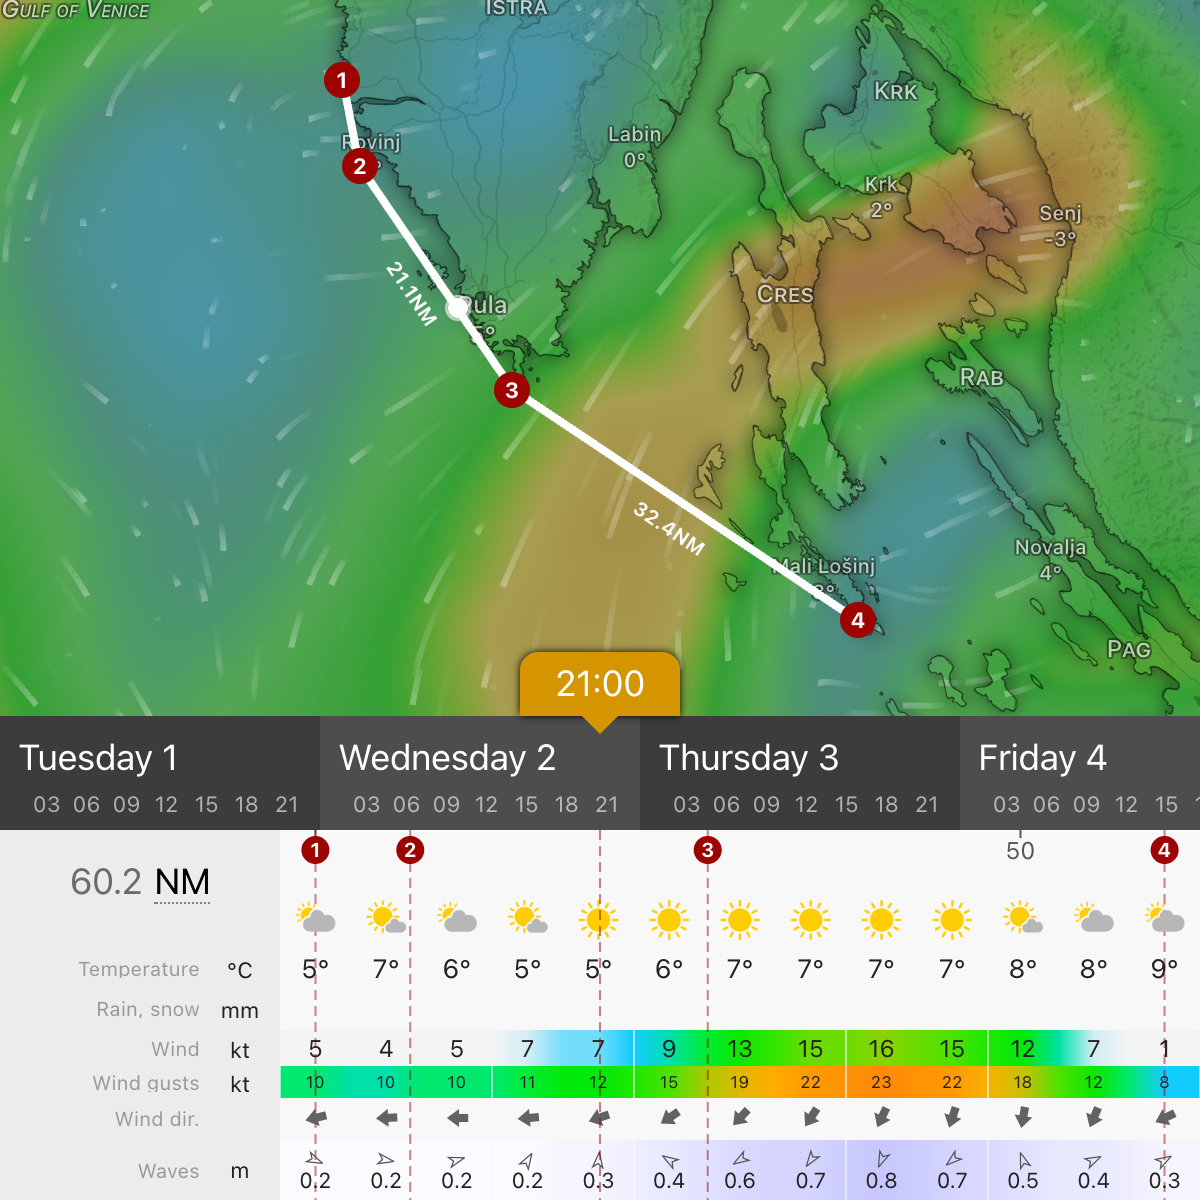 GULF OF VENICE
ISTRA
1
KRK
Rovinj
Labin
0°
2
Krk
2°
Senj
-3°
21.1NM
Pula
5°
CRES
3
RAB
32.4NM
Mali Lošinj
Novalja
4°
4
PAG
21:00
Tuesday 1 Wednesday 2 Thursday 3 Friday 4
03 06 09 12 15 18 21 03 06 09 12 15 18 21 03 06 09 12 15 18 21 03 06 09 12 15
1 2 3 50 4
60.2 NM
Temperature °C 5° 7° 6° 5° 5° 6° 7° 7° 7° 7° 8° 8° 9°
Rain, snow mm
Wind kt 5 4 5 7 7 9 13 15 16 15 12 7 1
Wind gusts kt 10 10 10 11 12 15 19 22 23 22 18 12 8
Wind dir.
Waves m 0.2 0.2 0.2 0.2 0.3 0.4 0.6 0.7 0.8 0.7 0.5 0.4 0.3